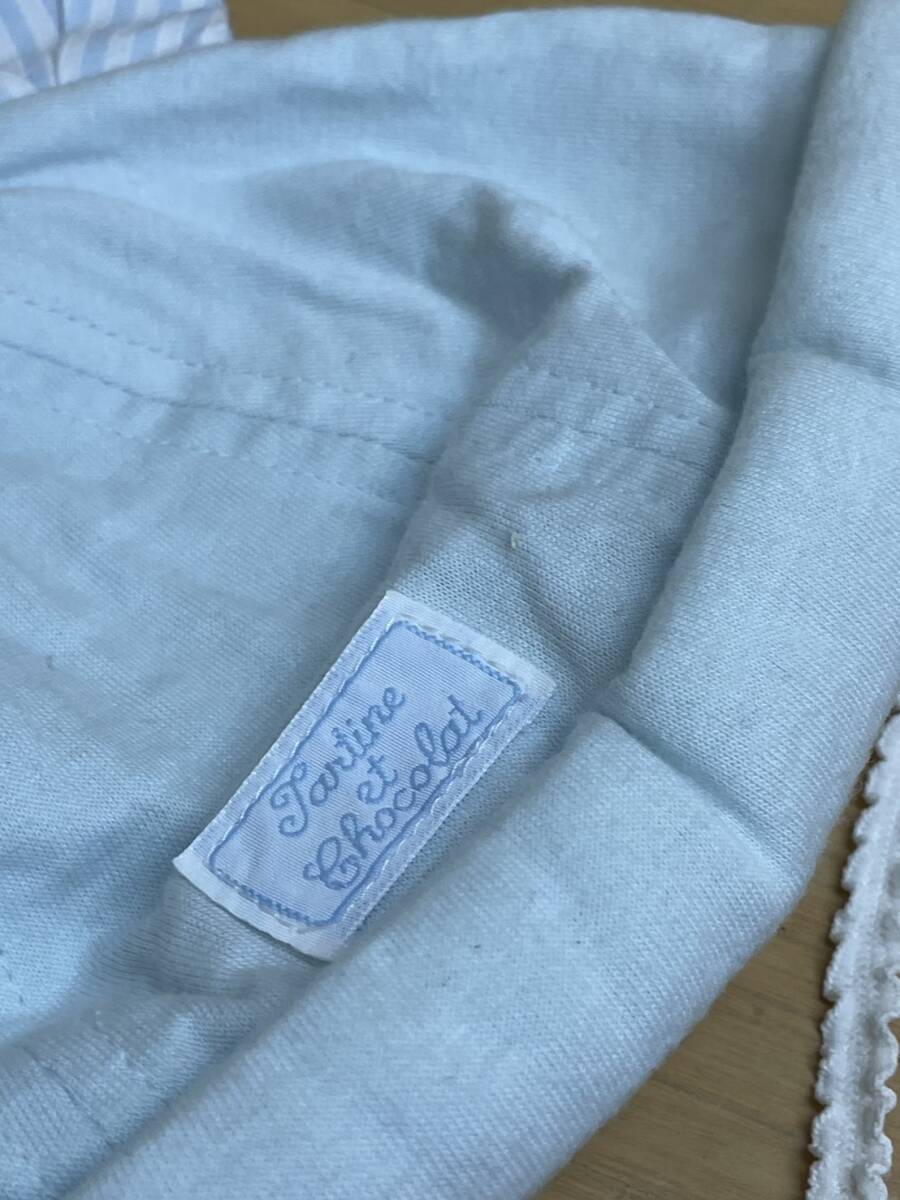 Tartine
et
Chocolat